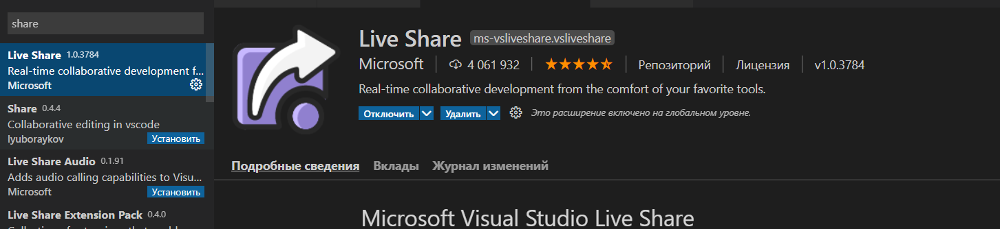 share
Live Share 1.0.3784
Real-time collaborative development f...
Microsoft
Share 0.4.4
Collaborative editing in vscode
lyuboraykov
Установить
Live Share Audio 0.1.91
Adds audio calling capabilities to Visu...
Microsoft
Установить
Live Share Extension Pack 0.4.0
Live Share ms-vsliveshare.vsliveshare
Microsoft 4 061 932 Репозиторий Лицензия v1.0.3784
Real-time collaborative development from the comfort of your favorite tools.
Отключить Удалить Это расширение включено на глобальном уровне.
Подробные сведения Вклады Журнал изменений
Microsoft Visual Studio Live Share